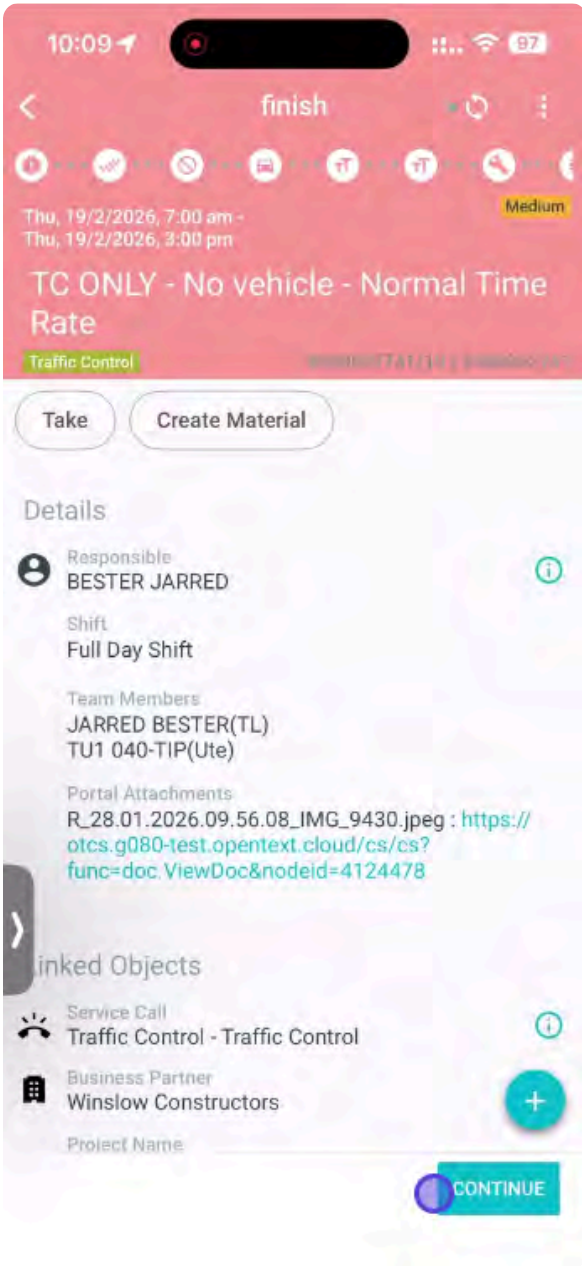 10:09
97
finish
Medium
Thu, 19/2/2026, 7:00 am -
Thu, 19/2/2026, 3:00 pm
TC ONLY - No vehicle - Normal Time
Rate
Traffic Control
Take
Create Material
Details
Responsible
BESTER JARRED
Shift
Full Day Shift
Team Members
JARRED BESTER(TL)
TU1 040-TIP(Ute)
Portal Attachments
R_28.01.2026.09.56.08_IMG_9430.jpeg : https://
otcs.g080-test.opentext.cloud/cs/cs?
func=doc.ViewDoc&nodeid=4124478
inked Objects
Service Call
Traffic Control - Traffic Control
Business Partner
Winslow Constructors
Project Name
CONTINUE